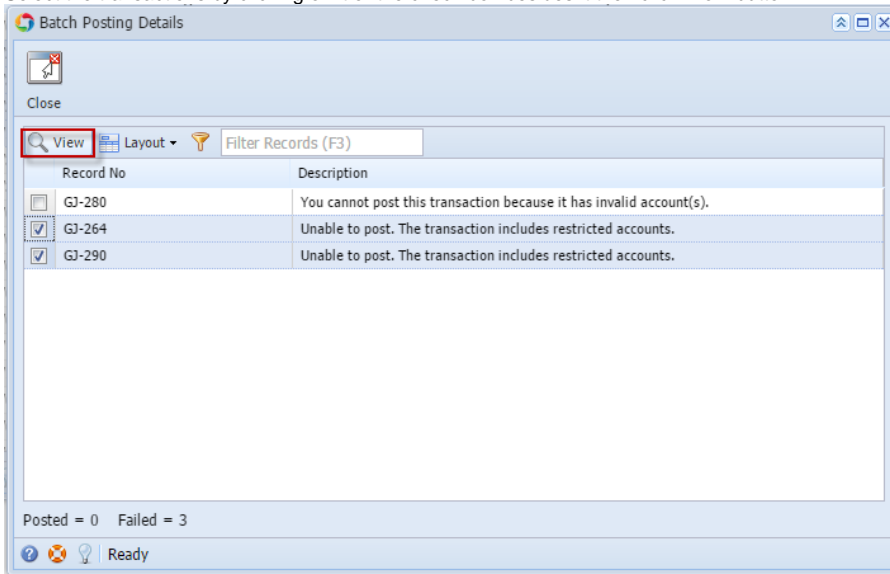 Batch Posting Details
Close
View Layout Filter Records (F3)
Record No Description
GJ-280 You cannot post this transaction because it has invalid account(s).
GJ-264 Unable to post. The transaction includes restricted accounts.
GJ-290 Unable to post. The transaction includes restricted accounts.
Posted = 0 Failed = 3
Ready